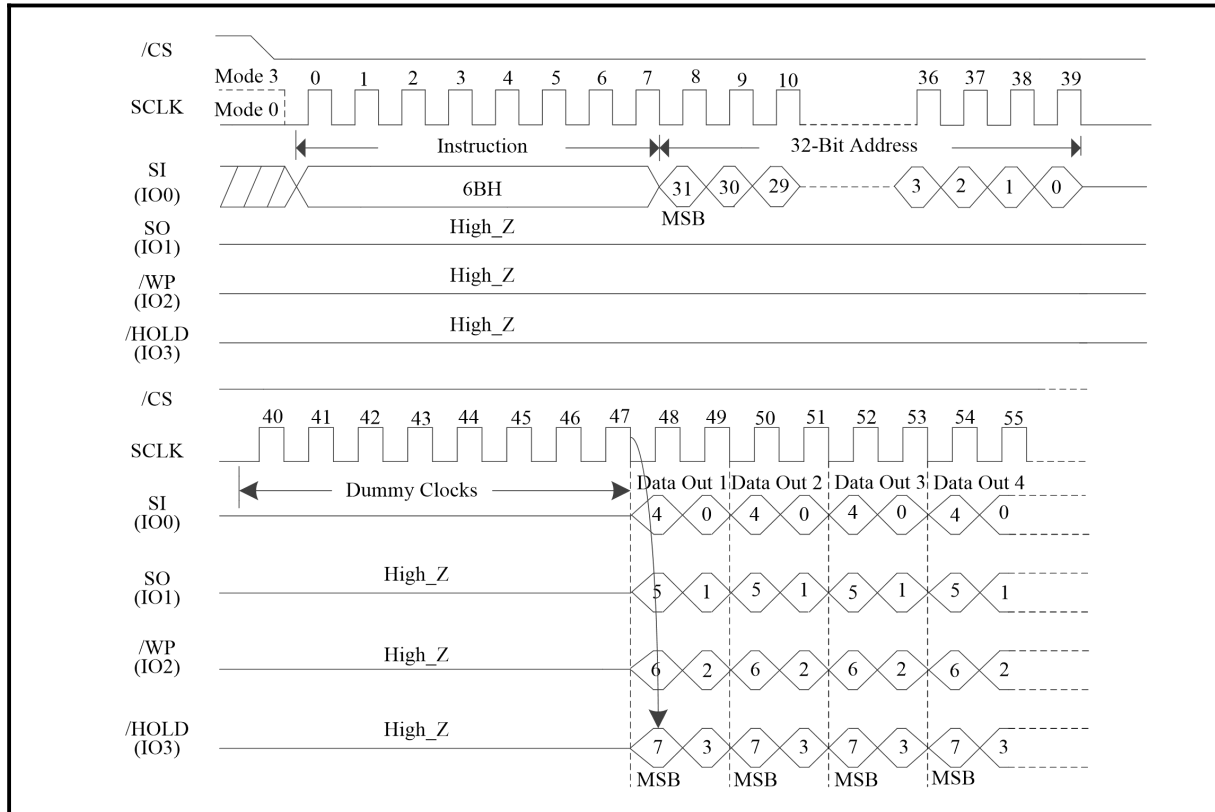 /CS
Mode 3 0 1 2 3 4 5 6 7 8 9 10 36 37 38 39
SCLK Mode 0
Instruction 32-Bit Address
SI
(IO0) 6BH 31 30 29 3 2 1 0
MSB
SO High_Z
(IO1)
/WP High_Z
(IO2)
/HOLD High_Z
(IO3)
/CS
40 41 42 43 44 45 46 47 48 49 50 51 52 53 54 55
SCLK
Dummy Clocks Data Out 1 Data Out 2 Data Out 3 Data Out 4
SI
(IO0) 4 0 4 0 4 0 4 0
SO High_Z
(IO1) 5 1 5 1 5 1 5 1
/WP High_Z
(IO2) 6 2 6 2 6 2 6 2
/HOLD High_Z
(IO3) 7 3 7 3 7 3 7 3
MSB MSB MSB MSB